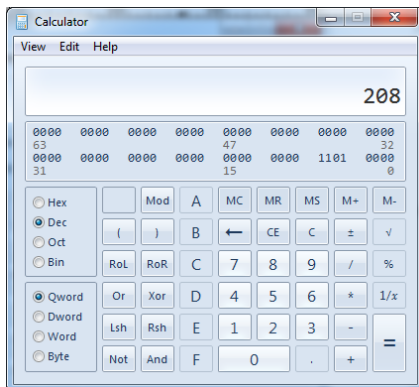 Calculator
View Edit Help
208
0000 0000 0000 0000 0000 0000 0000 0000
63 47 32
0000 0000 0000 0000 0000 0000 1101 0000
31 15 0
Hex Mod A MC MR MS M+ M-
Dec
Oct ( ) B ← CE C ± √
Bin RoL RoR C 7 8 9 / %
Qword Or Xor D 4 5 6 * 1/x
Dword
Word Lsh Rsh E 1 2 3 - =
Byte Not And F 0 . +